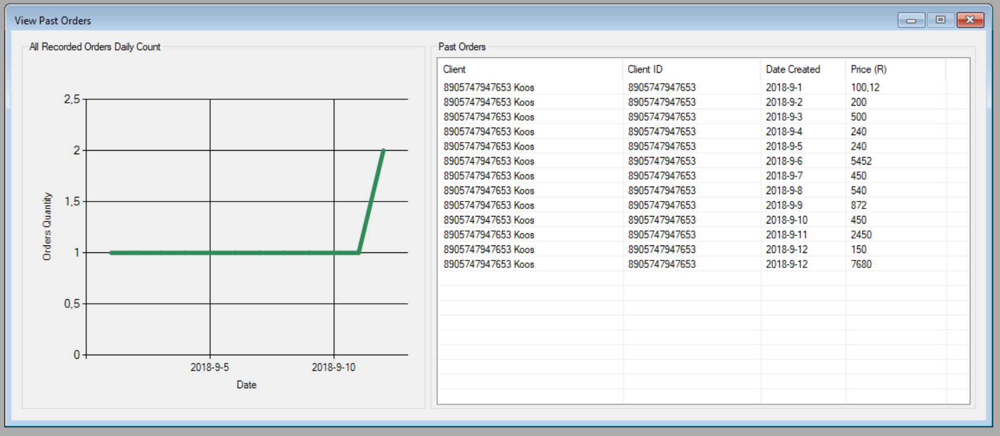 View Past Orders
All Recorded Orders Daily Count
2,5
2
1,5
1
0,5
0
Orders Quantity
2018-9-5 2018-9-10
Date
Past Orders
Client Client ID Date Created Price (R)
8905747947653 Koos 8905747947653 2018-9-1 100,12
8905747947653 Koos 8905747947653 2018-9-2 200
8905747947653 Koos 8905747947653 2018-9-3 500
8905747947653 Koos 8905747947653 2018-9-4 240
8905747947653 Koos 8905747947653 2018-9-5 240
8905747947653 Koos 8905747947653 2018-9-6 5452
8905747947653 Koos 8905747947653 2018-9-7 450
8905747947653 Koos 8905747947653 2018-9-8 540
8905747947653 Koos 8905747947653 2018-9-9 872
8905747947653 Koos 8905747947653 2018-9-10 450
8905747947653 Koos 8905747947653 2018-9-11 2450
8905747947653 Koos 8905747947653 2018-9-12 150
8905747947653 Koos 8905747947653 2018-9-12 7680